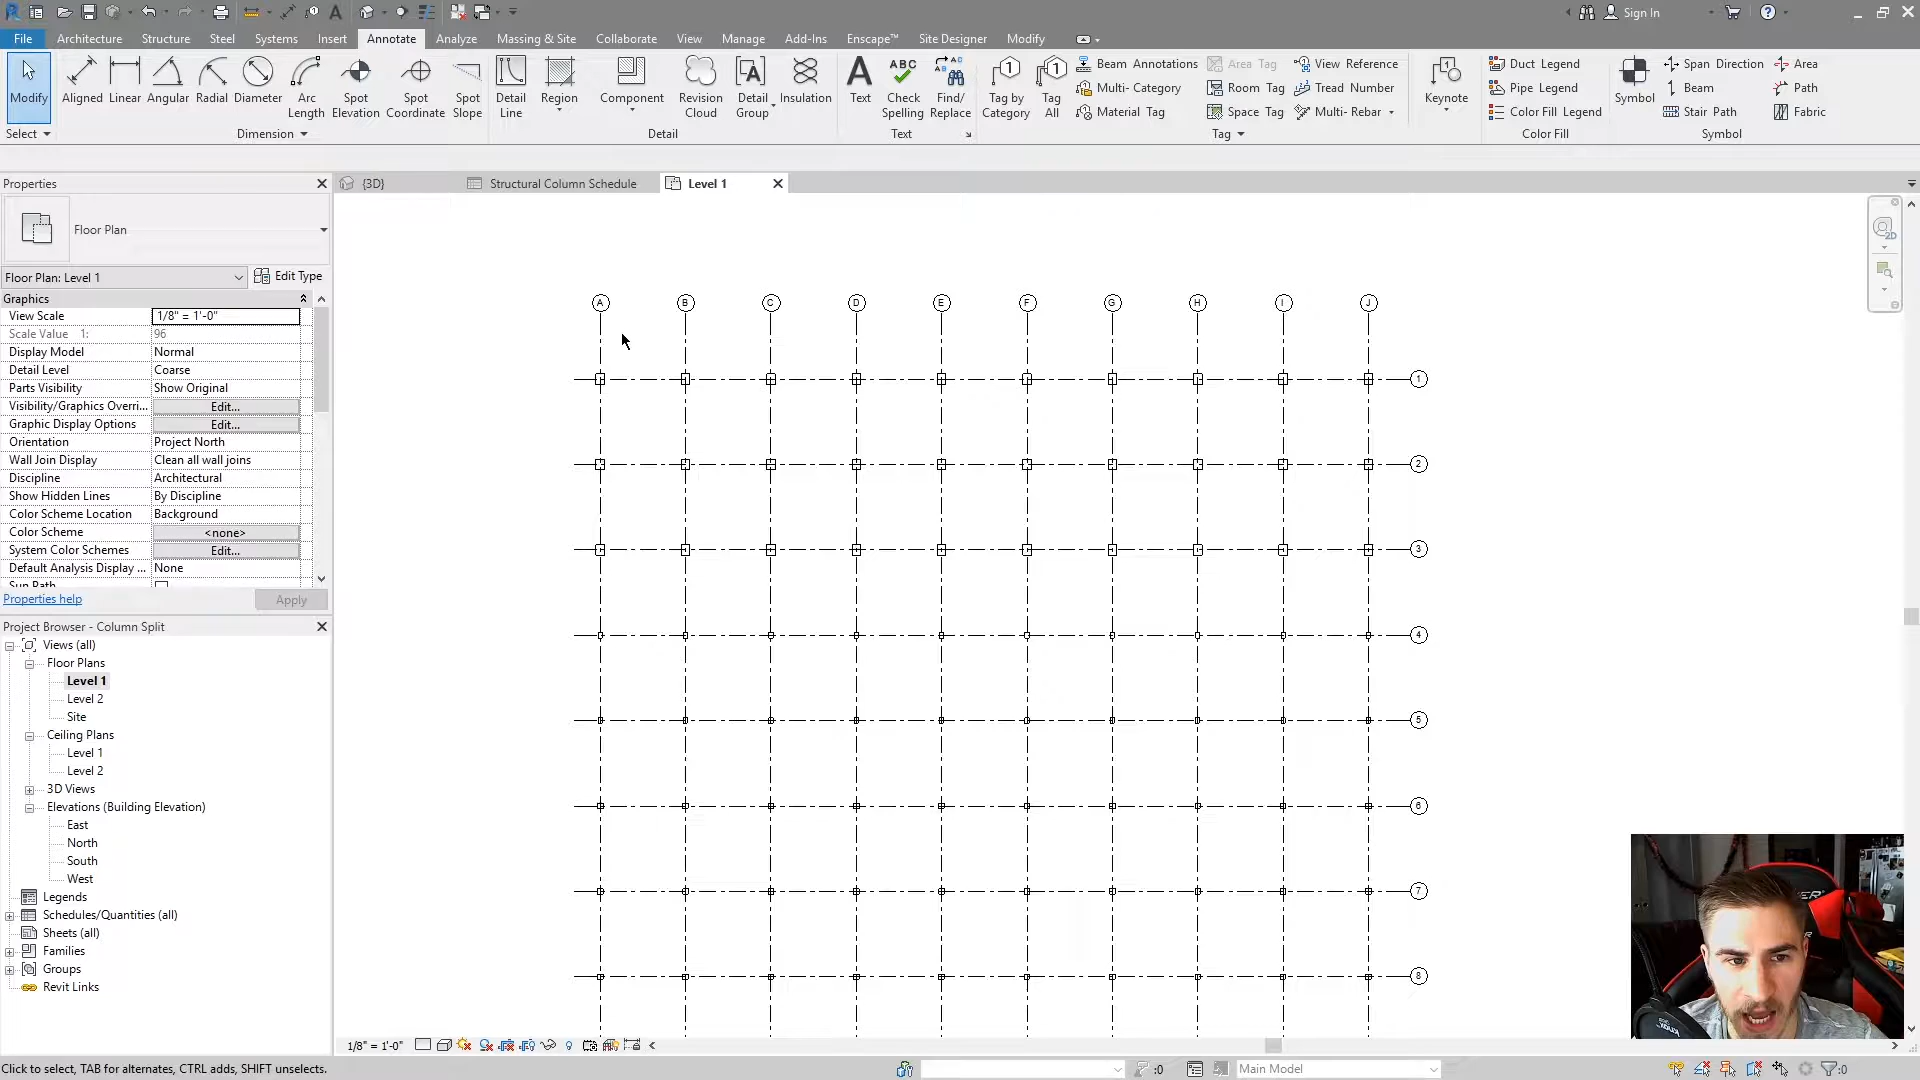 Sign In
File Architecture Structure Steel Systems Insert Annotate Analyze Massing & Site Collaborate View Manage Add-Ins Enscape™ Site Designer Modify
Modify Aligned Linear Angular Radial Diameter Arc Length Spot Elevation Spot Coordinate Spot Slope Detail Line Region Component Revision Cloud Detail Group Insulation Text Check Spelling Find/ Replace Tag by Category Tag All Beam Annotations Area Tag View Reference Keynote Duct Legend Symbol Span Direction Area
Multi- Category Room Tag Tread Number Pipe Legend Beam Path
Material Tag Space Tag Multi- Rebar Color Fill Legend Stair Path Fabric
Select Dimension Detail Text Tag Color Fill Symbol
Properties
{3D} Structural Column Schedule Level 1
Floor Plan
Floor Plan: Level 1 Edit Type
Graphics
View Scale 1/8" = 1'-0"
Scale Value 1: 96
Display Model Normal
Detail Level Coarse
Parts Visibility Show Original
Visibility/Graphics Overri... Edit...
Graphic Display Options Edit...
Orientation Project North
Wall Join Display Clean all wall joins
Discipline Architectural
Show Hidden Lines By Discipline
Color Scheme Location Background
Color Scheme <none>
System Color Schemes Edit...
Default Analysis Display ... None
Sun Path
Properties help Apply
Project Browser - Column Split
Views (all)
Floor Plans
Level 1
Level 2
Site
Ceiling Plans
Level 1
Level 2
3D Views
Elevations (Building Elevation)
East
North
South
West
Legends
Schedules/Quantities (all)
Sheets (all)
Families
Groups
Revit Links
A B C D E F G H I J
1
2
3
4
5
6
7
8
2D
1/8" = 1'-0"
Click to select, TAB for alternates, CTRL adds, SHIFT unselects.
:0
Main Model
:0